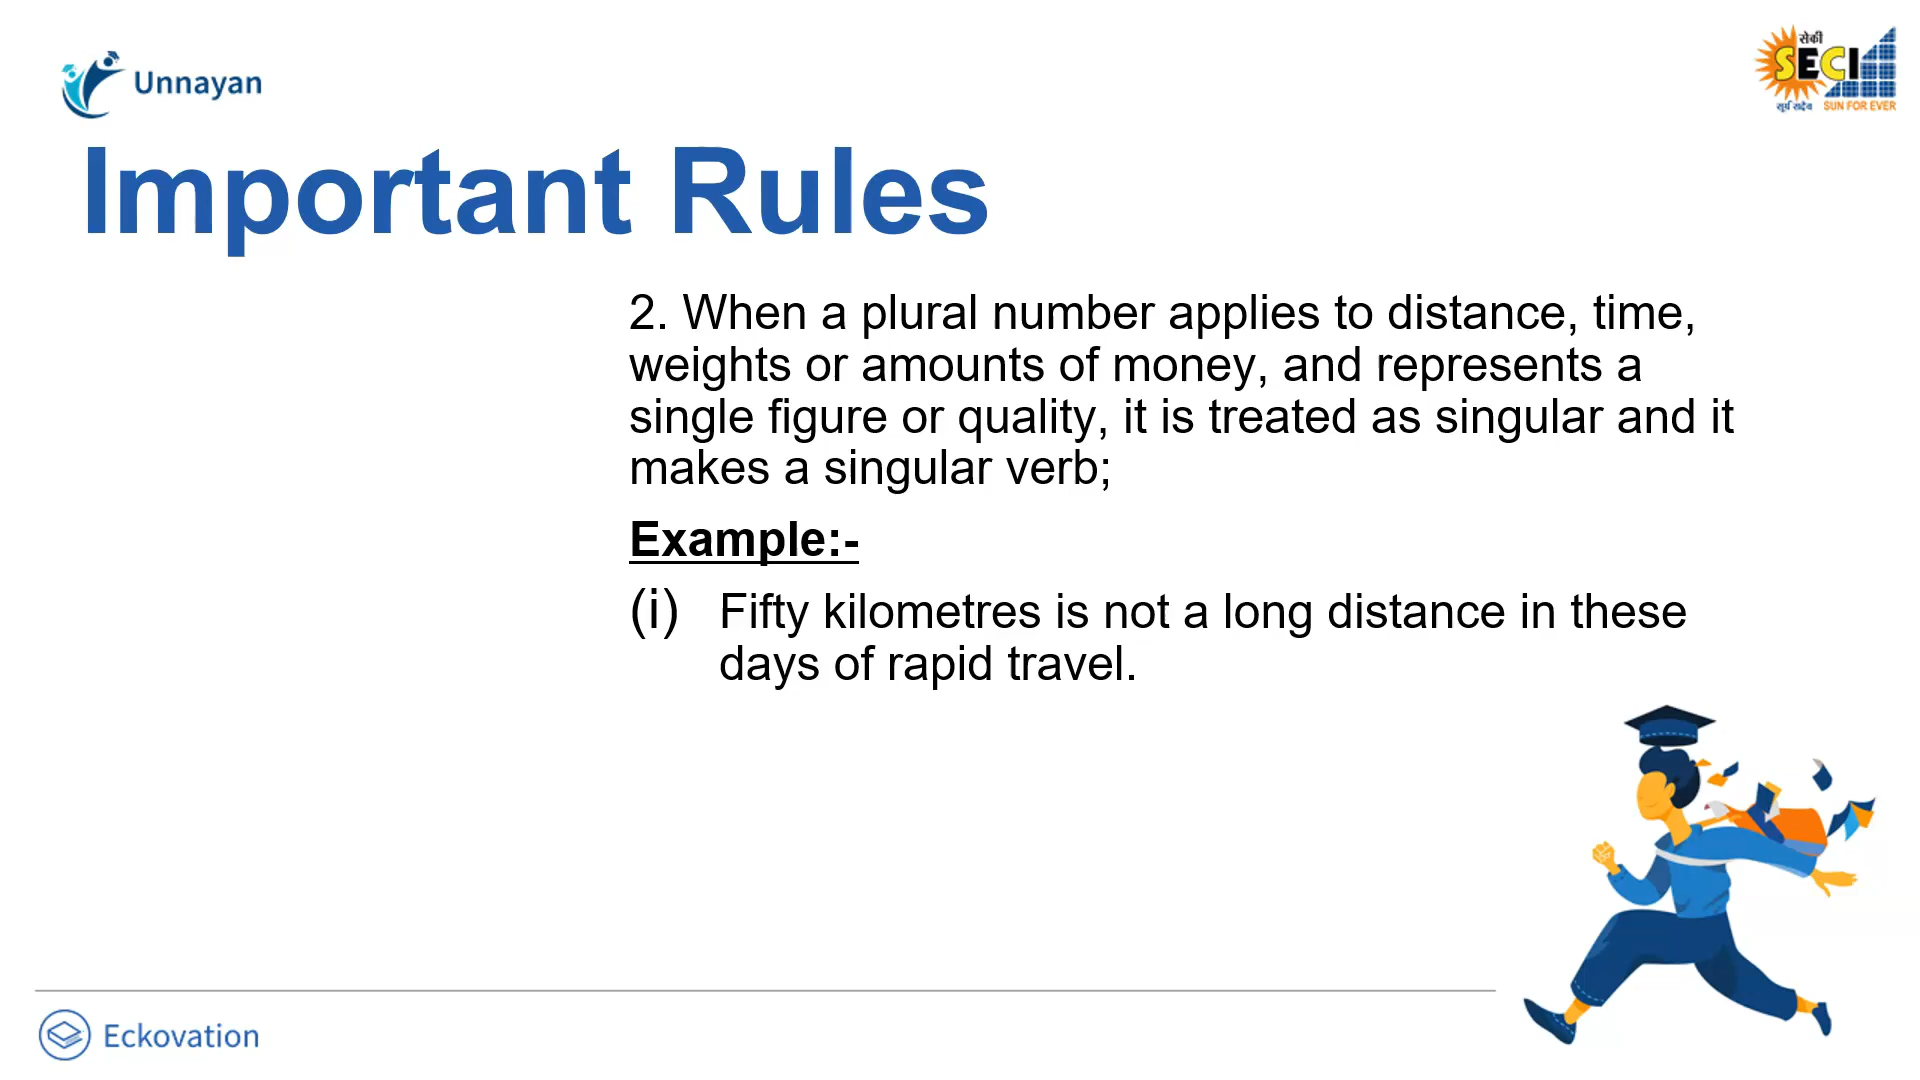 Unnayan
सेकी
SECI
सूर्य सदैव SUN FOR EVER
Important Rules
2. When a plural number applies to distance, time,
weights or amounts of money, and represents a
single figure or quality, it is treated as singular and it
makes a singular verb;
Example:-
(i) Fifty kilometres is not a long distance in these
days of rapid travel.
Eckovation